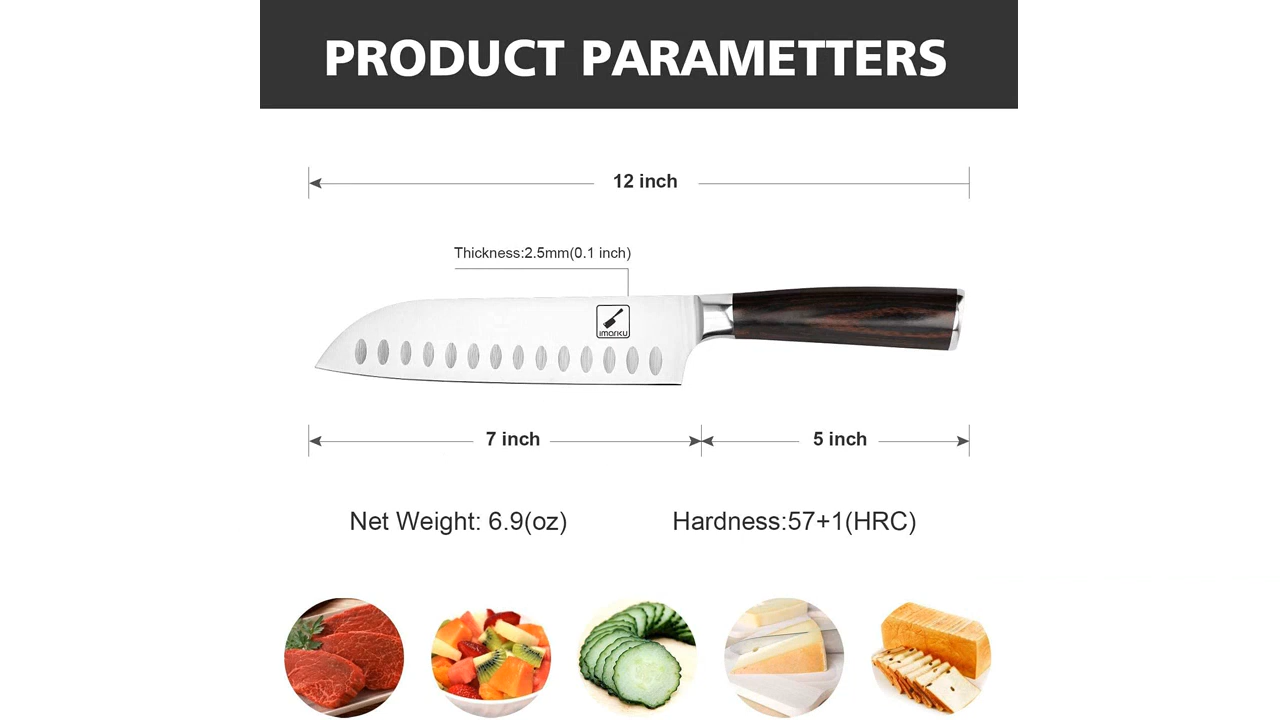 PRODUCT PARAMETTERS
12 inch
Thickness:2.5mm(0.1 inch)
imarku
7 inch
5 inch
Net Weight: 6.9(oz)
Hardness:57+1(HRC)